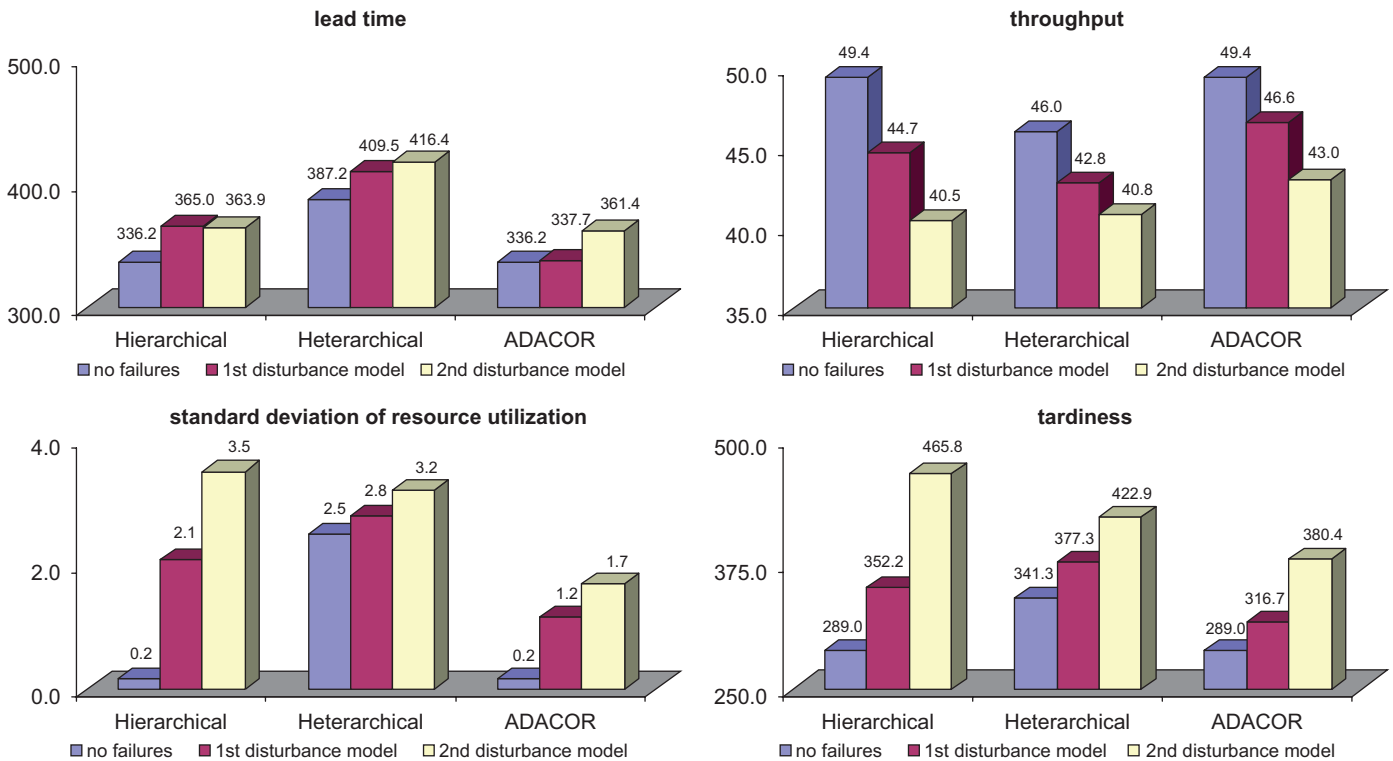 lead time
500.0
400.0
300.0
336.2
365.0
363.9
387.2
409.5
416.4
336.2
337.7
361.4
Hierarchical
Heterarchical
ADACOR
no failures
1st disturbance model
2nd disturbance model
throughput
50.0
45.0
40.0
35.0
49.4
44.7
40.5
46.0
42.8
40.8
49.4
46.6
43.0
Hierarchical
Heterarchical
ADACOR
no failures
1st disturbance model
2nd disturbance model
standard deviation of resource utilization
4.0
2.0
0.0
0.2
2.1
3.5
2.5
2.8
3.2
0.2
1.2
1.7
Hierarchical
Heterarchical
ADACOR
no failures
1st disturbance model
2nd disturbance model
tardiness
500.0
375.0
250.0
289.0
352.2
465.8
341.3
377.3
422.9
289.0
316.7
380.4
Hierarchical
Heterarchical
ADACOR
no failures
1st disturbance model
2nd disturbance model